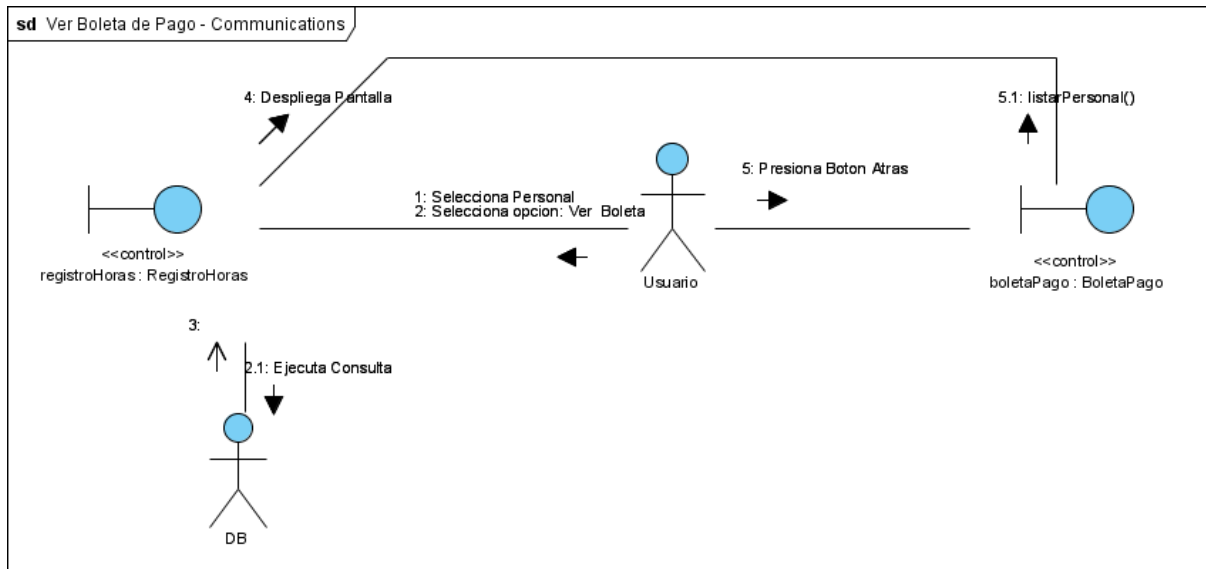 sd Ver Boleta de Pago - Communications
4: Despliega Pantalla
5.1: listarPersonal()
5: Presiona Boton Atras
1: Selecciona Personal
2: Selecciona opcion: Ver Boleta
<<control>>
registroHoras : RegistroHoras
Usuario
<<control>>
boletaPago : BoletaPago
3:
2.1: Ejecuta Consulta
DB